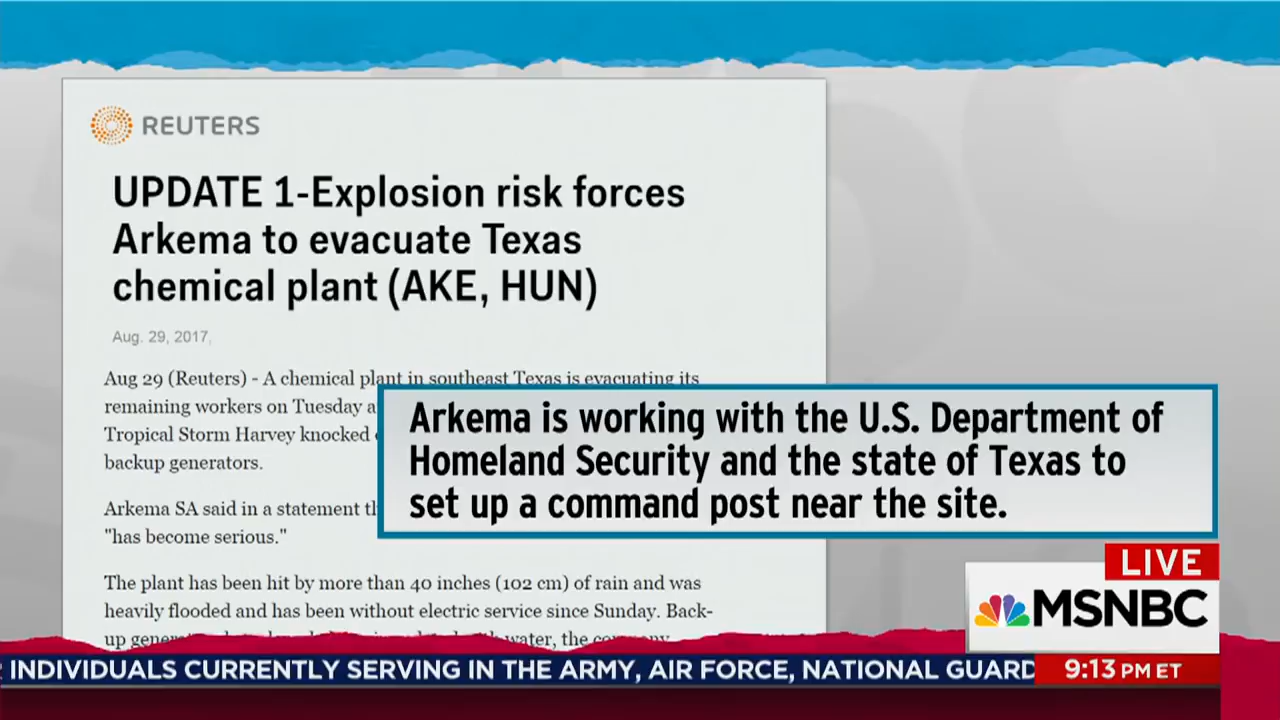 REUTERS
UPDATE 1-Explosion risk forces
Arkema to evacuate Texas
chemical plant (AKE, HUN)
Aug. 29, 2017,
Aug 29 (Reuters) - A chemical plant in southeast Texas is evacuating its
remaining workers on Tuesday a
Tropical Storm Harvey knocked
backup generators.
Arkema SA said in a statement th
"has become serious."
The plant has been hit by more than 40 inches (102 cm) of rain and was
heavily flooded and has been without electric service since Sunday. Back-
up water, the
Arkema is working with the U.S. Department of
Homeland Security and the state of Texas to
set up a command post near the site.
LIVE
MSNBC
INDIVIDUALS CURRENTLY SERVING IN THE ARMY, AIR FORCE, NATIONAL GUARD
9:13 PM ET